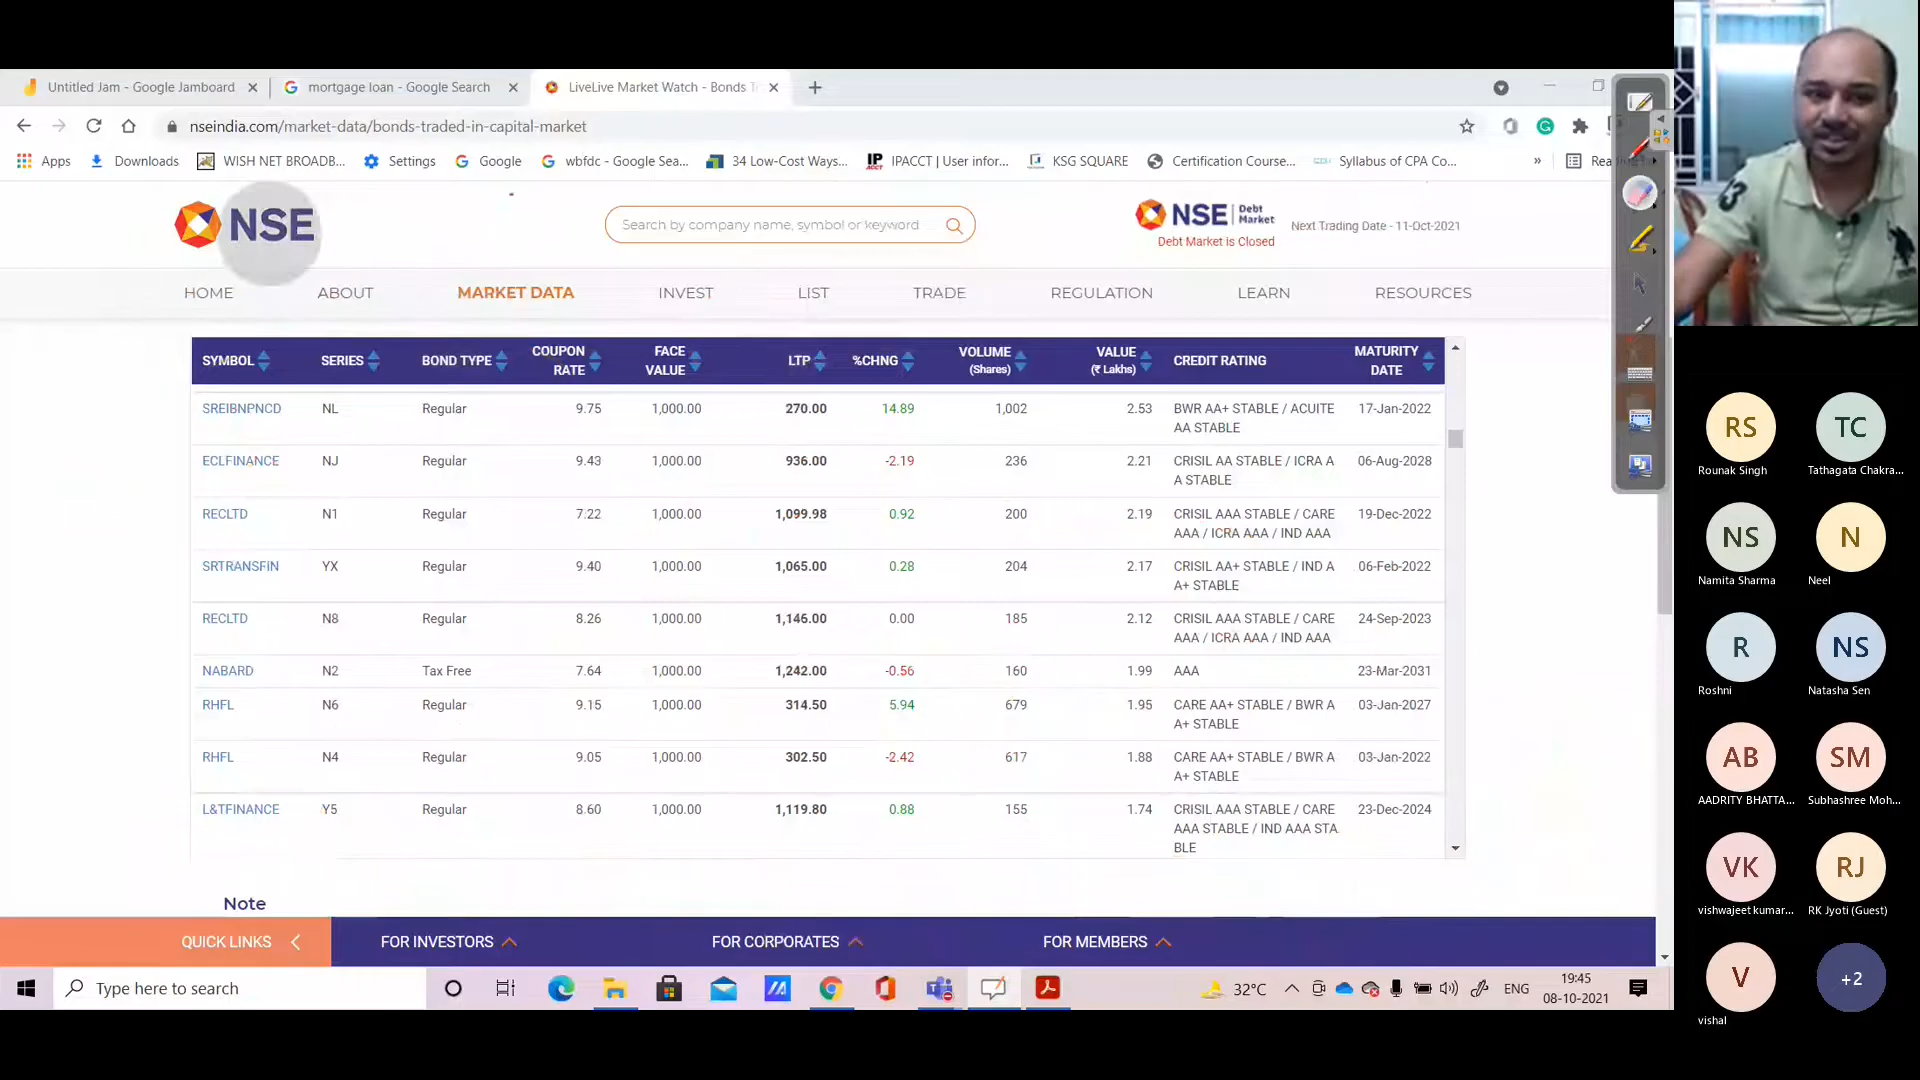 Untitled Jam - Google Jamboard
mortgage loan - Google Search
LiveLive Market Watch - Bonds T
nseindia.com/market-data/bonds-traded-in-capital-market
Apps Downloads WISH NET BROADB... Settings Google wbfdc - Google Sea... 34 Low-Cost Ways... IPACCT | User infor... KSG SQUARE Certification Course... Syllabus of CPA Co... »
NSE
Search by company name, symbol or keyword
NSE Debt Market
Debt Market is Closed
Next Trading Date - 11-Oct-2021
HOME ABOUT MARKET DATA INVEST LIST TRADE REGULATION LEARN RESOURCES
SYMBOL SERIES BOND TYPE COUPON RATE FACE VALUE LTP %CHNG VOLUME (Shares) VALUE (₹ Lakhs) CREDIT RATING MATURITY DATE
SREIBNPNCD NL Regular 9.75 1,000.00 270.00 14.89 1,002 2.53 BWR AA+ STABLE / ACUITE 17-Jan-2022
AA STABLE
ECLFINANCE NJ Regular 9.43 1,000.00 936.00 -2.19 236 2.21 CRISIL AA STABLE / ICRA A 06-Aug-2028
A STABLE
RECLTD N1 Regular 7.22 1,000.00 1,099.98 0.92 200 2.19 CRISIL AAA STABLE / CARE 19-Dec-2022
AAA / ICRA AAA / IND AAA
SRTRANSFIN YX Regular 9.40 1,000.00 1,065.00 0.28 204 2.17 CRISIL AA+ STABLE / IND A 06-Feb-2022
A+ STABLE
RECLTD N8 Regular 8.26 1,000.00 1,146.00 0.00 185 2.12 CRISIL AAA STABLE / CARE 24-Sep-2023
AAA / ICRA AAA / IND AAA
NABARD N2 Tax Free 7.64 1,000.00 1,242.00 -0.56 160 1.99 AAA 23-Mar-2031
RHFL N6 Regular 9.15 1,000.00 314.50 5.94 679 1.95 CARE AA+ STABLE / BWR A 03-Jan-2027
A+ STABLE
RHFL N4 Regular 9.05 1,000.00 302.50 -2.42 617 1.88 CARE AA+ STABLE / BWR A 03-Jan-2022
A+ STABLE
L&TFINANCE Y5 Regular 8.60 1,000.00 1,119.80 0.88 155 1.74 CRISIL AAA STABLE / CARE 23-Dec-2024
AAA STABLE / IND AAA STA
BLE
Note
QUICK LINKS FOR INVESTORS FOR CORPORATES FOR MEMBERS
Type here to search
32°C
ENG
19:45
08-10-2021
RS TC
Rounak Singh Tathagata Chakra...
NS N
Namita Sharma Neel
R NS
Roshni Natasha Sen
AB SM
AADRITY BHATTA... Subhashree Moh...
VK RJ
vishwajeet kumar... RK Jyoti (Guest)
V +2
vishal